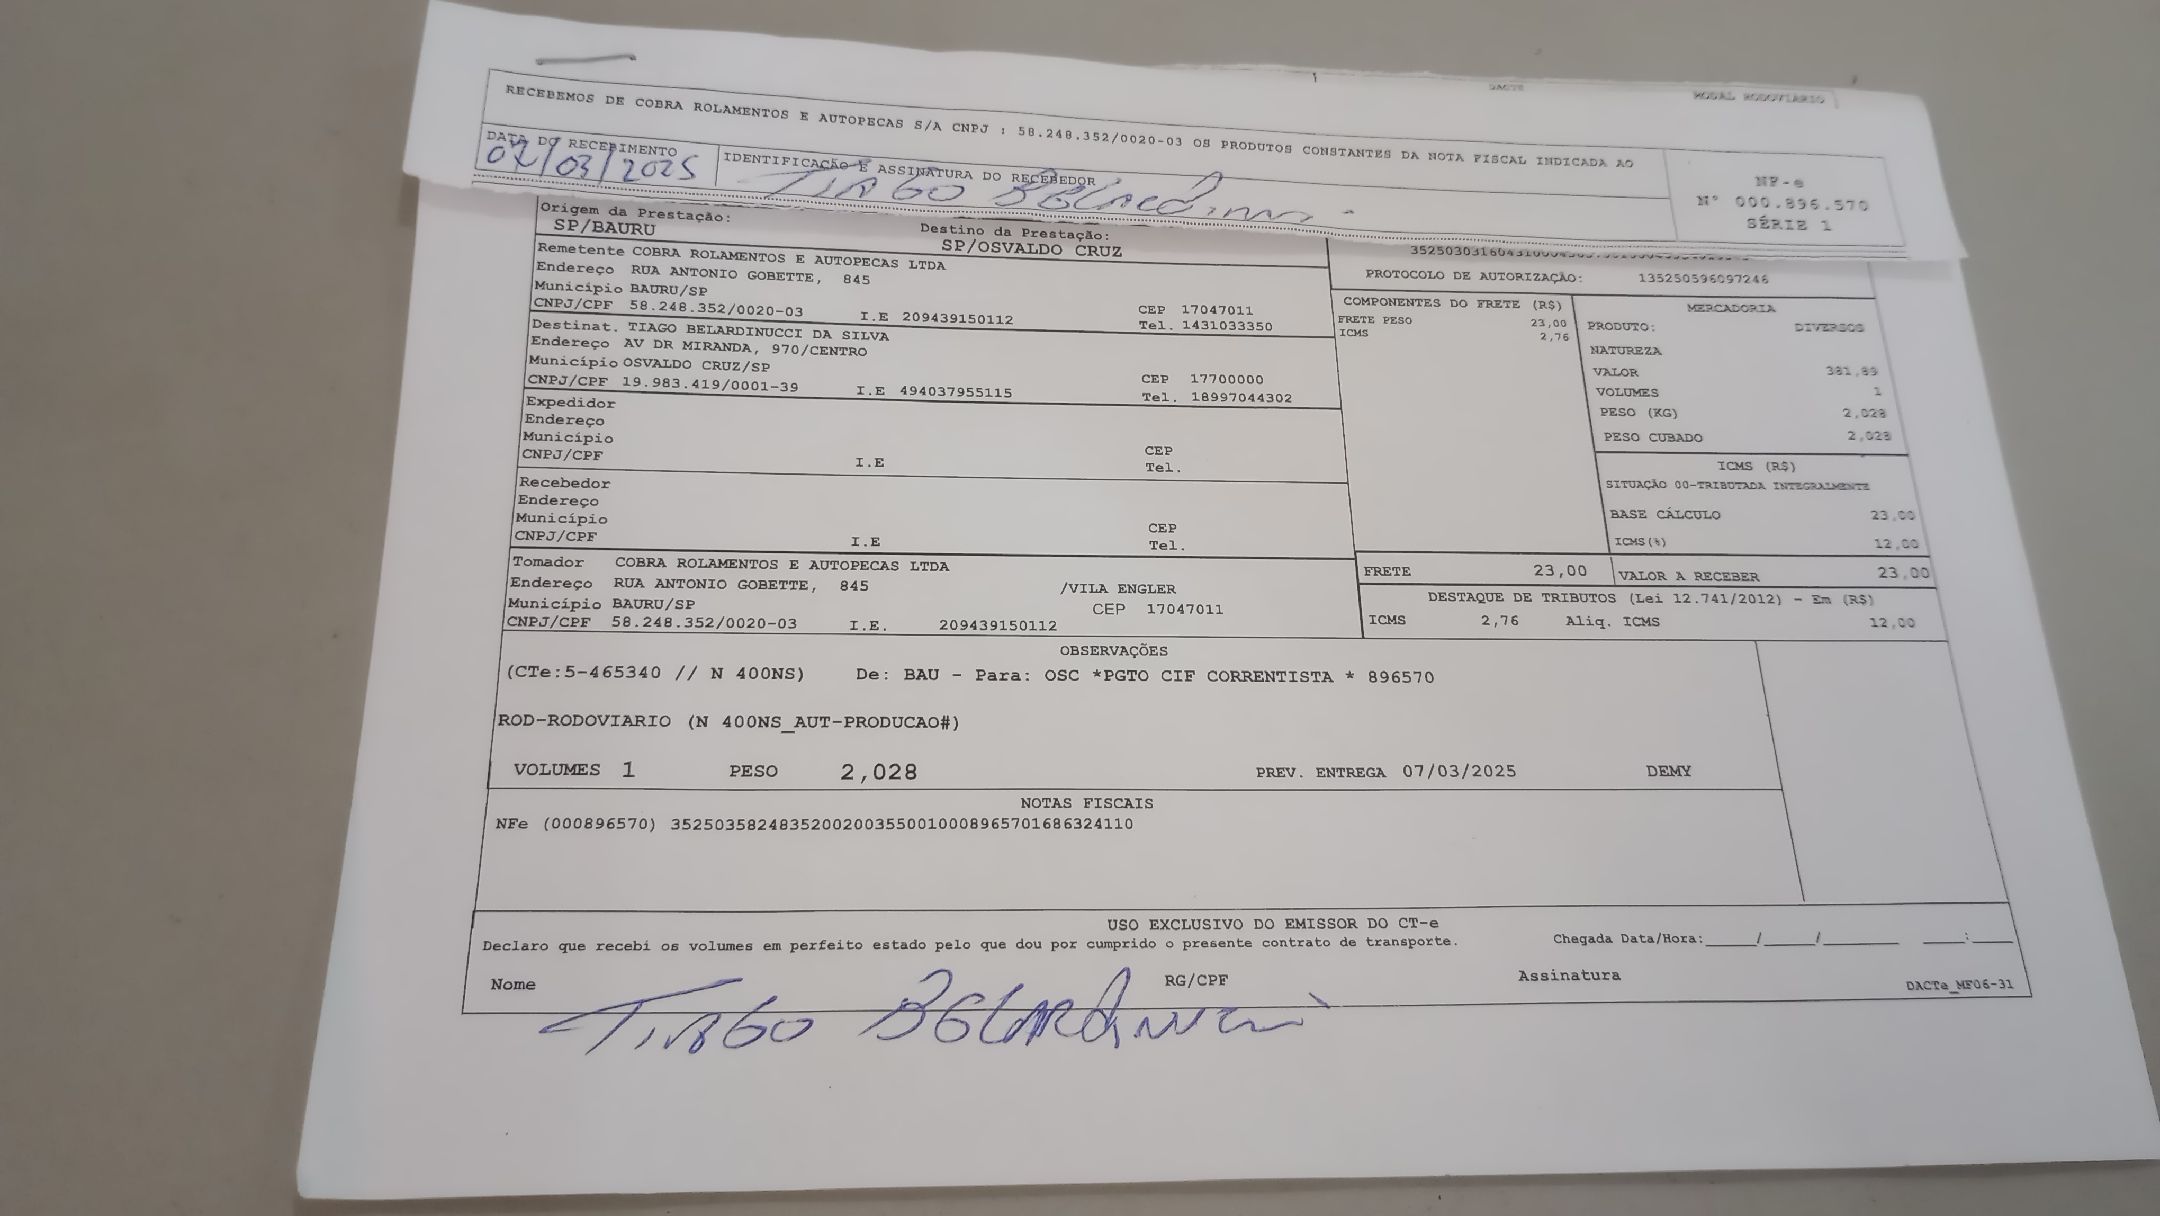 DACTE
MODAL RODOVIARIO
RECEBEMOS DE COBRA ROLAMENTOS E AUTOPECAS S/A CNPJ : 58.248.352/0020-03 OS PRODUTOS CONSTANTES DA NOTA FISCAL INDICADA AO
DATA DO RECEBIMENTO
07/03/2025
IDENTIFICAÇÃO E ASSINATURA DO RECEBEDOR
NF-e
Nº 000.896.570
SÉRIE 1
Origem da Prestação:
SP/BAURU
Destino da Prestação:
SP/OSVALDO CRUZ
Remetente COBRA ROLAMENTOS E AUTOPECAS LTDA
Endereço RUA ANTONIO GOBETTE, 845
Municipio BAURU/SP CEP 17047011
CNPJ/CPF 58.248.352/0020-03 I.E 209439150112 Tel. 1431033350
Destinat. TIAGO BELARDINUCCI DA SILVA
Endereço AV DR MIRANDA, 970/CENTRO
Município OSVALDO CRUZ/SP CEP 17700000
CNPJ/CPF 19.983.419/0001-39 I.E 494037955115 Tel. 18997044302
Expedidor
Endereço
Município CEP
CNPJ/CPF I.E Tel.
Recebedor
Endereço
Município CEP
CNPJ/CPF I.E Tel.
Tomador COBRA ROLAMENTOS E AUTOPECAS LTDA
Endereço RUA ANTONIO GOBETTE, 845 /VILA ENGLER
Município BAURU/SP CEP 17047011
CNPJ/CPF 58.248.352/0020-03 I.E. 209439150112
PROTOCOLO DE AUTORIZAÇÃO: 135250596097246
COMPONENTES DO FRETE (R$)
FRETE PESO 23,00
ICMS 2,76
MERCADORIA
PRODUTO: DIVERSOS
NATUREZA
VALOR 381,89
VOLUMES 1
PESO (KG) 2,028
PESO CUBADO 2,028
ICMS (R$)
SITUAÇÃO 00-TRIBUTADA INTEGRALMENTE
BASE CÁLCULO 23,00
ICMS(%) 12,00
FRETE 23,00 VALOR A RECEBER 23,00
DESTAQUE DE TRIBUTOS (Lei 12.741/2012) - Em (R$)
ICMS 2,76 Aliq. ICMS 12,00
OBSERVAÇÕES
(CTe:5-465340 // N 400NS) De: BAU - Para: OSC *PGTO CIF CORRENTISTA * 896570
ROD-RODOVIARIO (N 400NS_AUT-PRODUCAO#)
VOLUMES 1 PESO 2,028 PREV. ENTREGA 07/03/2025 DEMY
NOTAS FISCAIS
NFe (000896570) 35250358248352002003550010008965701686324110
USO EXCLUSIVO DO EMISSOR DO CT-e
Declaro que recebi os volumes em perfeito estado pelo que dou por cumprido o presente contrato de transporte. Chegada Data/Hora:_____/_____/_______ ____:____
Nome RG/CPF Assinatura
DACTe_MF06-31